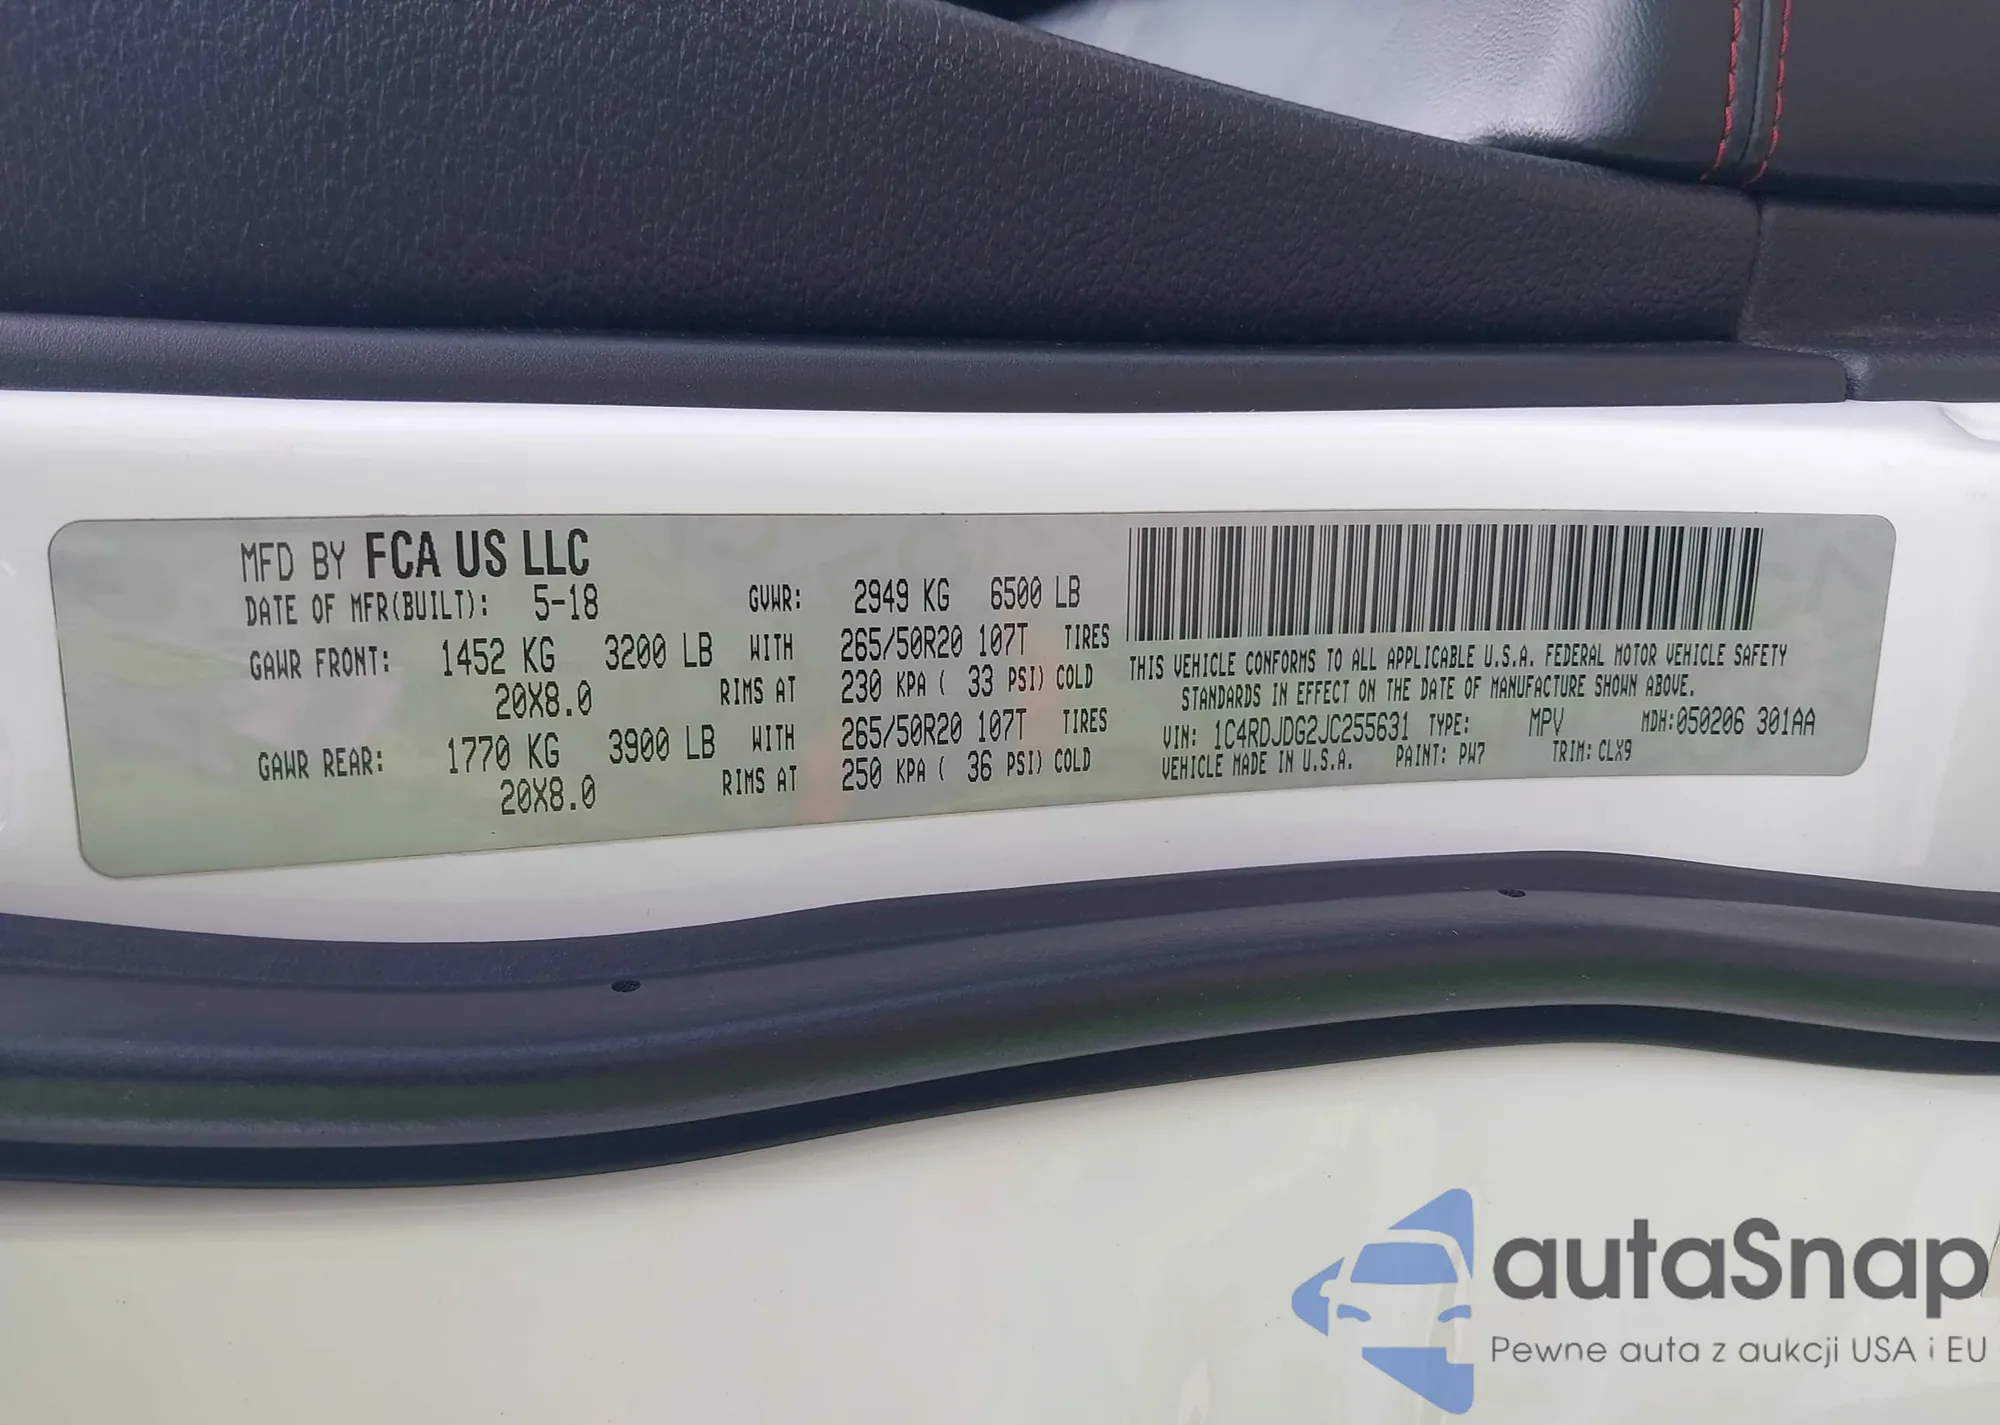 MFD BY FCA US LLC
DATE OF MFR(BUILT): 5-18 GVWR: 2949 KG 6500 LB
GAWR FRONT: 1452 KG 3200 LB WITH 265/50R20 107T TIRES
20X8.0 RIMS AT 230 KPA ( 33 PSI) COLD
GAWR REAR: 1770 KG 3900 LB WITH 265/50R20 107T TIRES
20X8.0 RIMS AT 250 KPA ( 36 PSI) COLD
THIS VEHICLE CONFORMS TO ALL APPLICABLE U.S.A. FEDERAL MOTOR VEHICLE SAFETY
STANDARDS IN EFFECT ON THE DATE OF MANUFACTURE SHOWN ABOVE.
VIN: 1C4RDJDG2JC255631 TYPE: MPV MDH:050206 301AA
VEHICLE MADE IN U.S.A. PAINT: PW7 TRIM: CLX9
autaSnap
Pewne auta z aukcji USA i EU